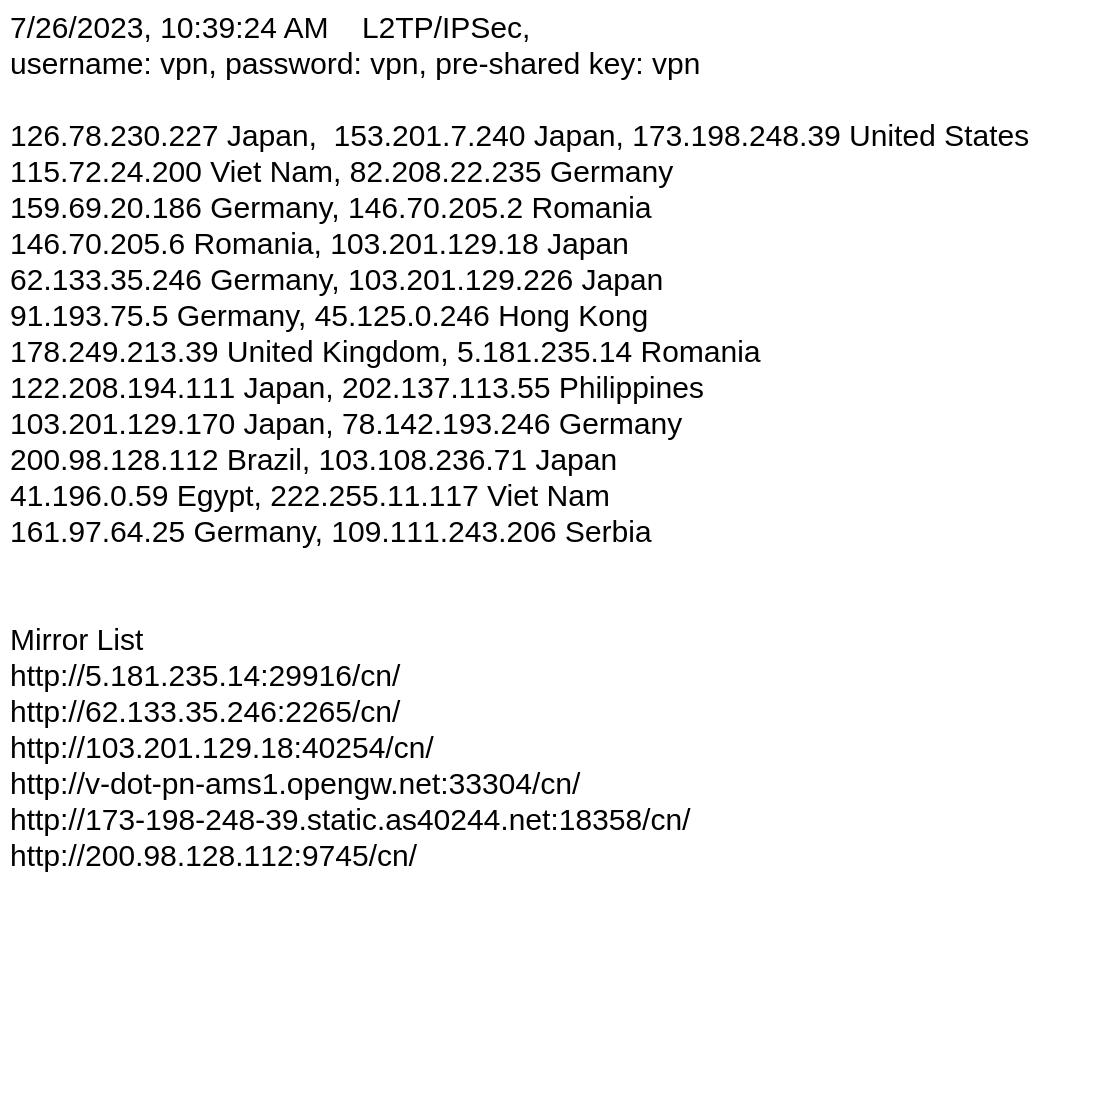 7/26/2023, 10:39:24 AM    L2TP/IPSec,
username: vpn, password: vpn, pre-shared key: vpn
126.78.230.227 Japan,  153.201.7.240 Japan, 173.198.248.39 United States
115.72.24.200 Viet Nam, 82.208.22.235 Germany
159.69.20.186 Germany, 146.70.205.2 Romania
146.70.205.6 Romania, 103.201.129.18 Japan
62.133.35.246 Germany, 103.201.129.226 Japan
91.193.75.5 Germany, 45.125.0.246 Hong Kong
178.249.213.39 United Kingdom, 5.181.235.14 Romania
122.208.194.111 Japan, 202.137.113.55 Philippines
103.201.129.170 Japan, 78.142.193.246 Germany
200.98.128.112 Brazil, 103.108.236.71 Japan
41.196.0.59 Egypt, 222.255.11.117 Viet Nam
161.97.64.25 Germany, 109.111.243.206 Serbia
Mirror List
http://5.181.235.14:29916/cn/
http://62.133.35.246:2265/cn/
http://103.201.129.18:40254/cn/
http://v-dot-pn-ams1.opengw.net:33304/cn/
http://173-198-248-39.static.as40244.net:18358/cn/
http://200.98.128.112:9745/cn/